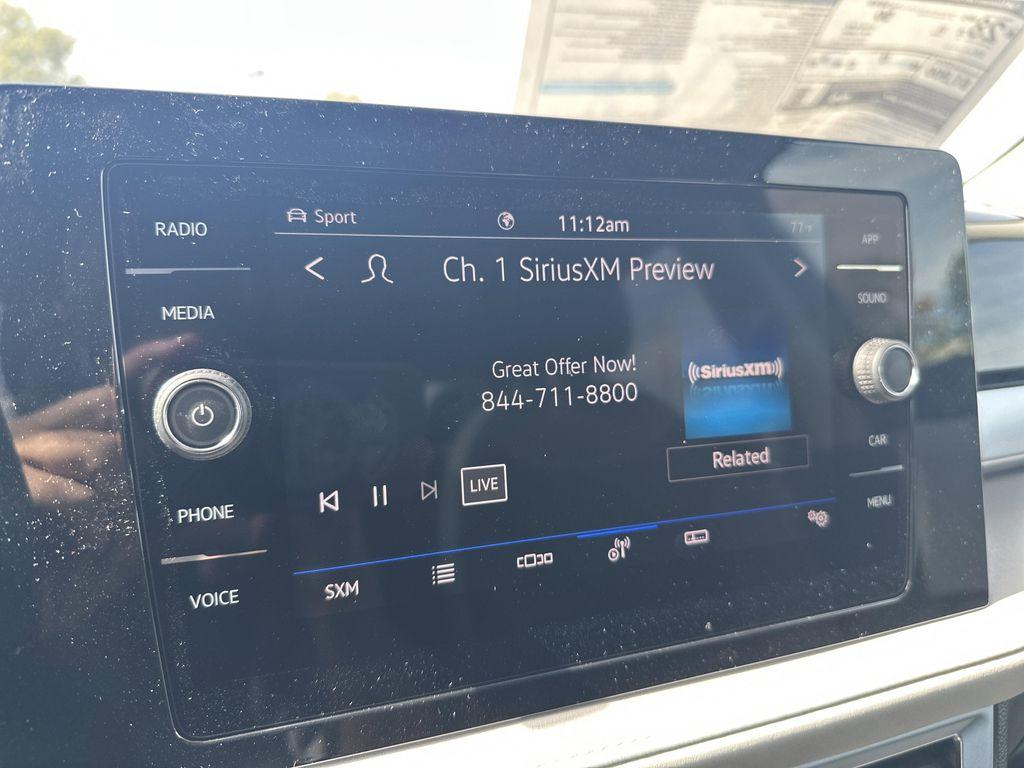 RADIO
MEDIA
PHONE
VOICE
Sport
11:12am
77°F
Ch. 1 SiriusXM Preview
Great Offer Now!
844-711-8800
SiriusXM
Related
LIVE
SXM
APP
SOUND
CAR
MENU